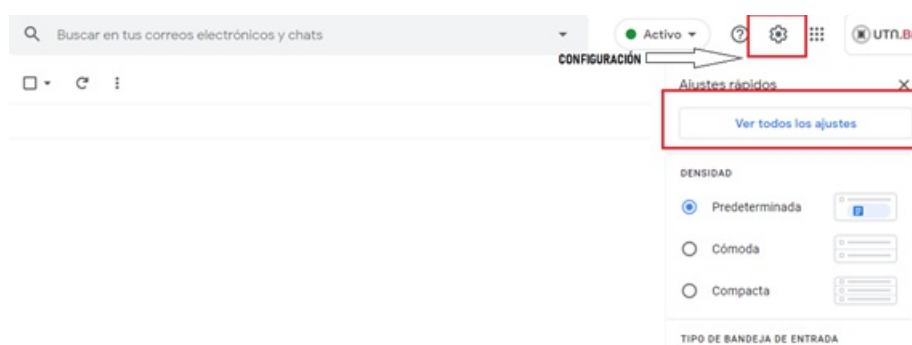 Buscar en tus correos electrónicos y chats
Activo
UTN.B
CONFIGURACIÓN
Ajustes rápidos
Ver todos los ajustes
DENSIDAD
Predeterminada
Cómoda
Compacta
TIPO DE BANDEJA DE ENTRADA